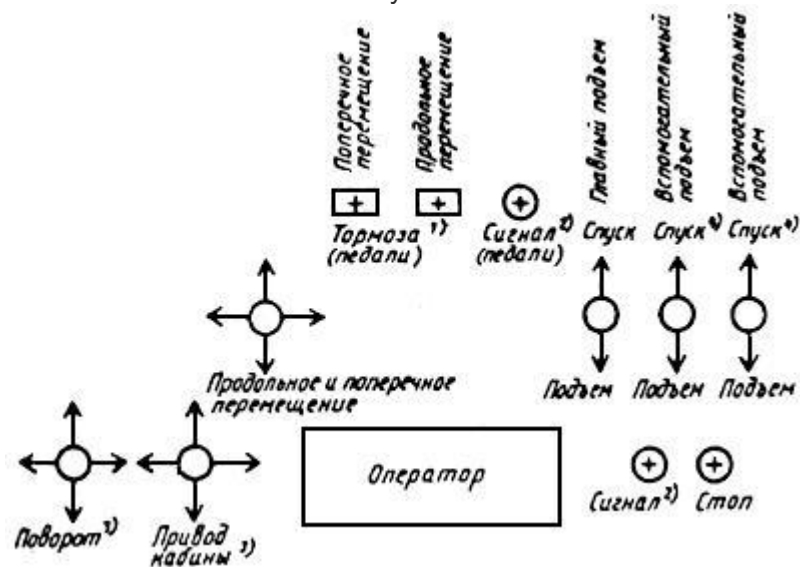 у
Поперечное
перемещение
Продольное
перемещение
Главный подъем
Вспомогательный
подъем
Вспомогательный
подъем
Тормоза 1)
(педали)
Сигнал 2)
(педали)
Спуск
Спуск 4)
Спуск 4)
Продольное и поперечное
перемещение
Подъем
Подъем
Подъем
Оператор
Поворот 3)
Привод
кабины 3)
Сигнал 2)
Стоп